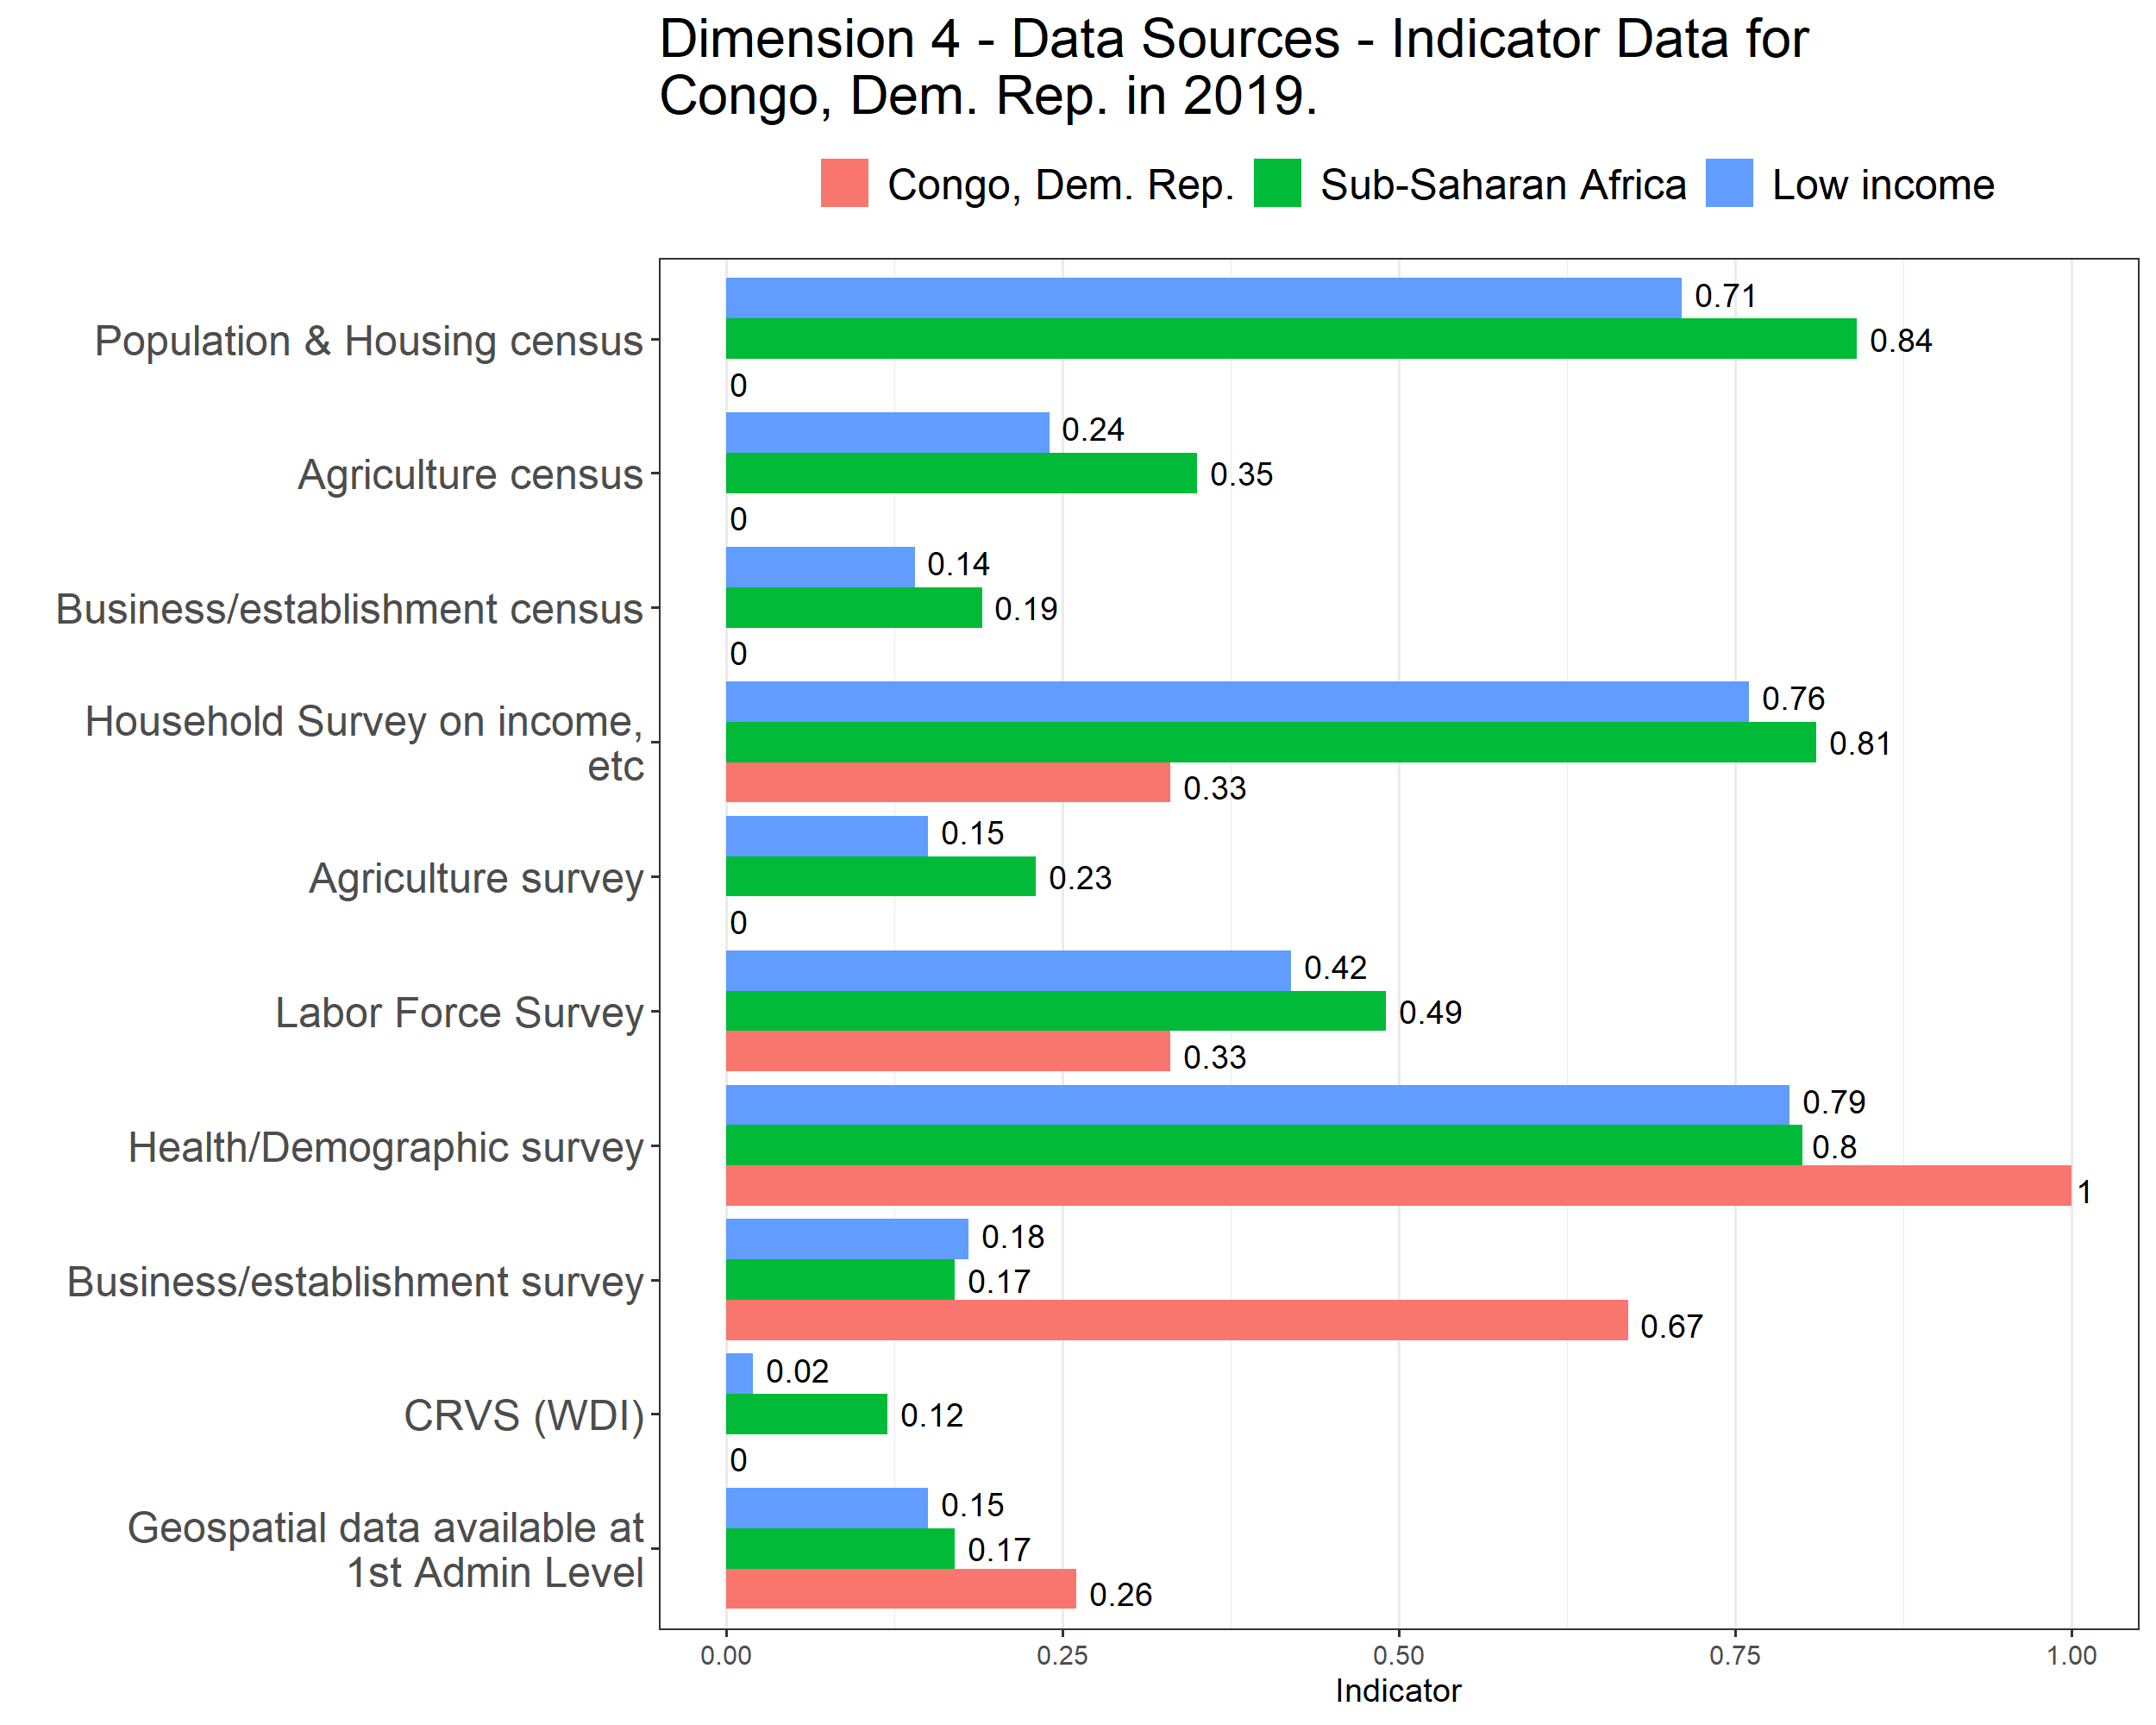 Dimension 4 - Data Sources - Indicator Data for
Congo, Dem. Rep. in 2019.
Congo, Dem. Rep. Sub-Saharan Africa Low income
Population & Housing census
0.71
0.84
0
Agriculture census
0.24
0.35
0
Business/establishment census
0.14
0.19
0
Household Survey on income,
etc
0.76
0.81
0.33
Agriculture survey
0.15
0.23
0
Labor Force Survey
0.42
0.49
0.33
Health/Demographic survey
0.79
0.8
1
Business/establishment survey
0.18
0.17
0.67
CRVS (WDI)
0.02
0.12
0
Geospatial data available at
1st Admin Level
0.15
0.17
0.26
0.00 0.25 0.50 0.75 1.00
Indicator